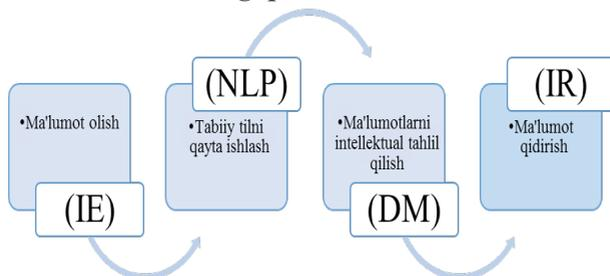 •Ma'lumot olish
(IE)
(NLP)
•Tabiiy tilni
qayta ishlash
•Ma'lumotlarni
intellektual tahlil
qilish
(DM)
(IR)
•Ma'lumot
qidirish